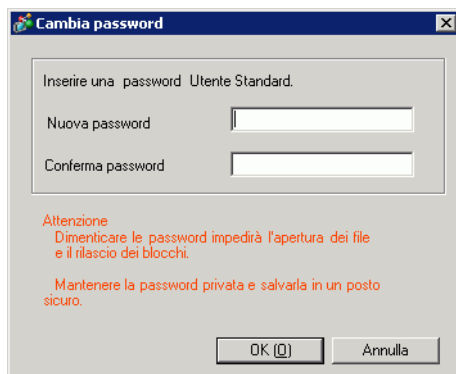 Cambia password
Inserire una password Utente Standard.
Nuova password
Conferma password
Attenzione
Dimenticare le password impedirà l'apertura dei file
e il rilascio dei blocchi.
Mantenere la password privata e salvarla in un posto
sicuro.
OK (O)
Annulla